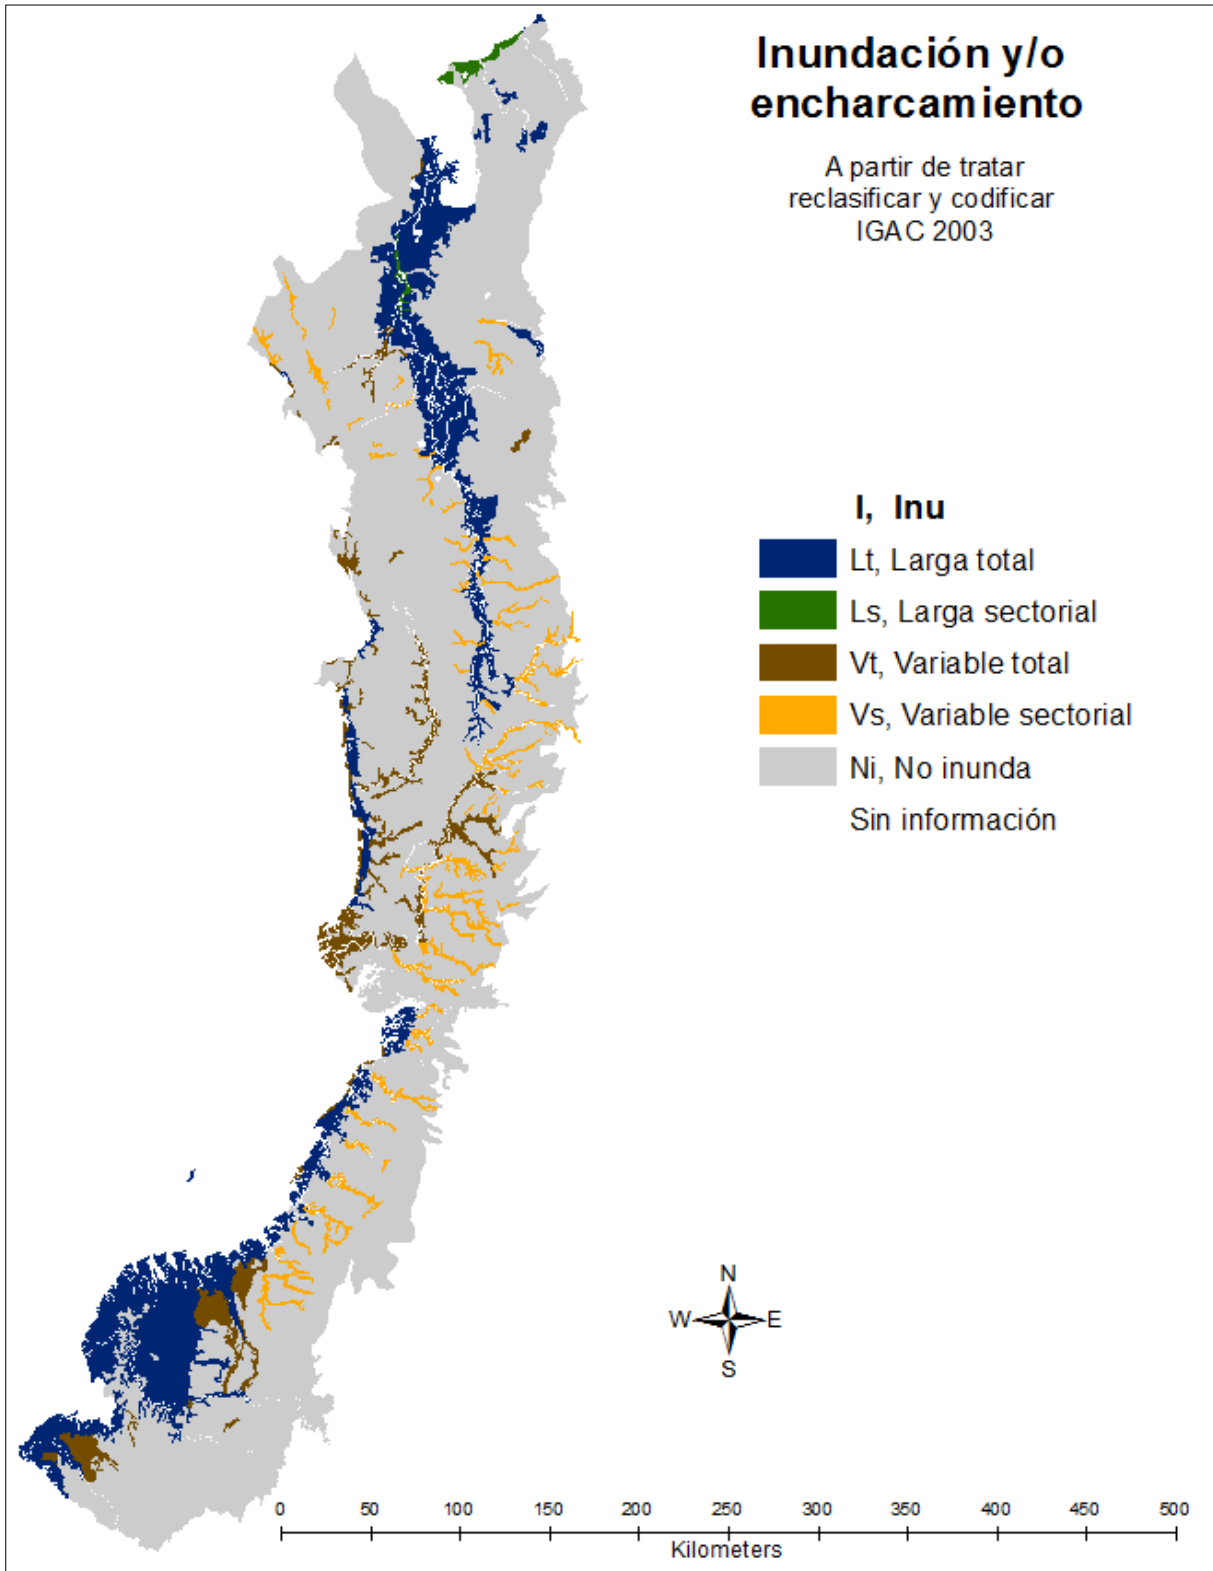 Inundación y/o
encharcamiento
A partir de tratar
reclasificar y codificar
IGAC 2003
I, Inu
Lt, Larga total
Ls, Larga sectorial
Vt, Variable total
Vs, Variable sectorial
Ni, No inunda
Sin información
N
W E
S
0 50 100 150 200 250 300 350 400 450 500
Kilometers